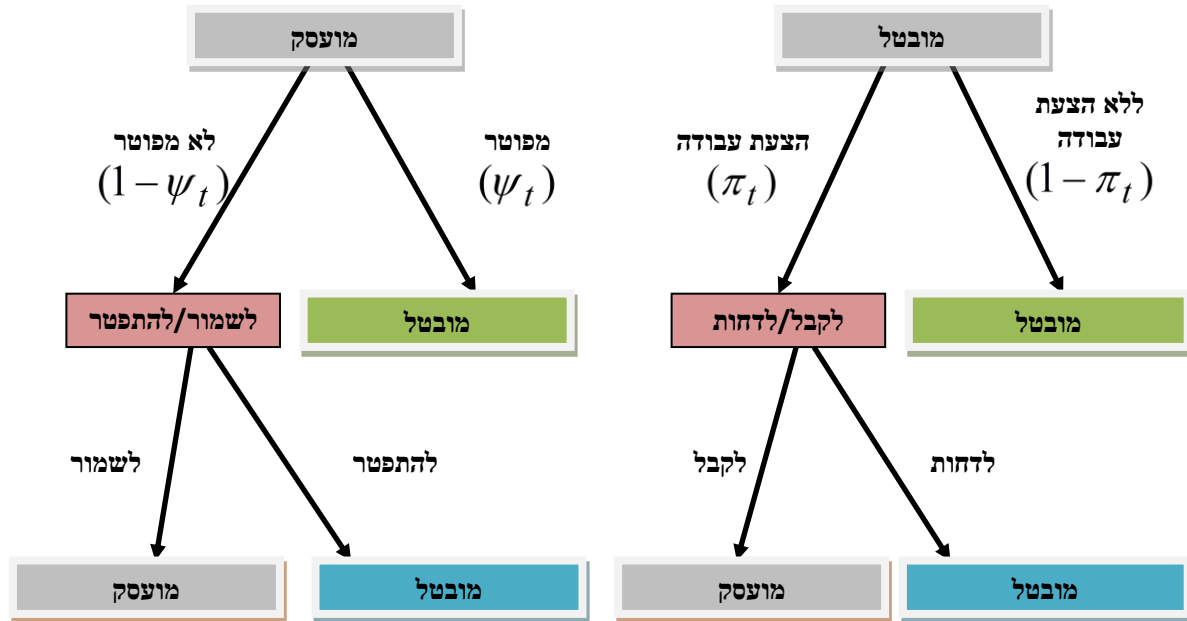 מועסק
מובטל
לא מפוטר
(1 − ψ_t)
מפוטר
(ψ_t)
הצעת עבודה
(π_t)
ללא הצעת
עבודה
(1 − π_t)
לשמור/להתפטר
מובטל
לקבל/לדחות
מובטל
לשמור
להתפטר
לקבל
לדחות
מועסק
מובטל
מועסק
מובטל